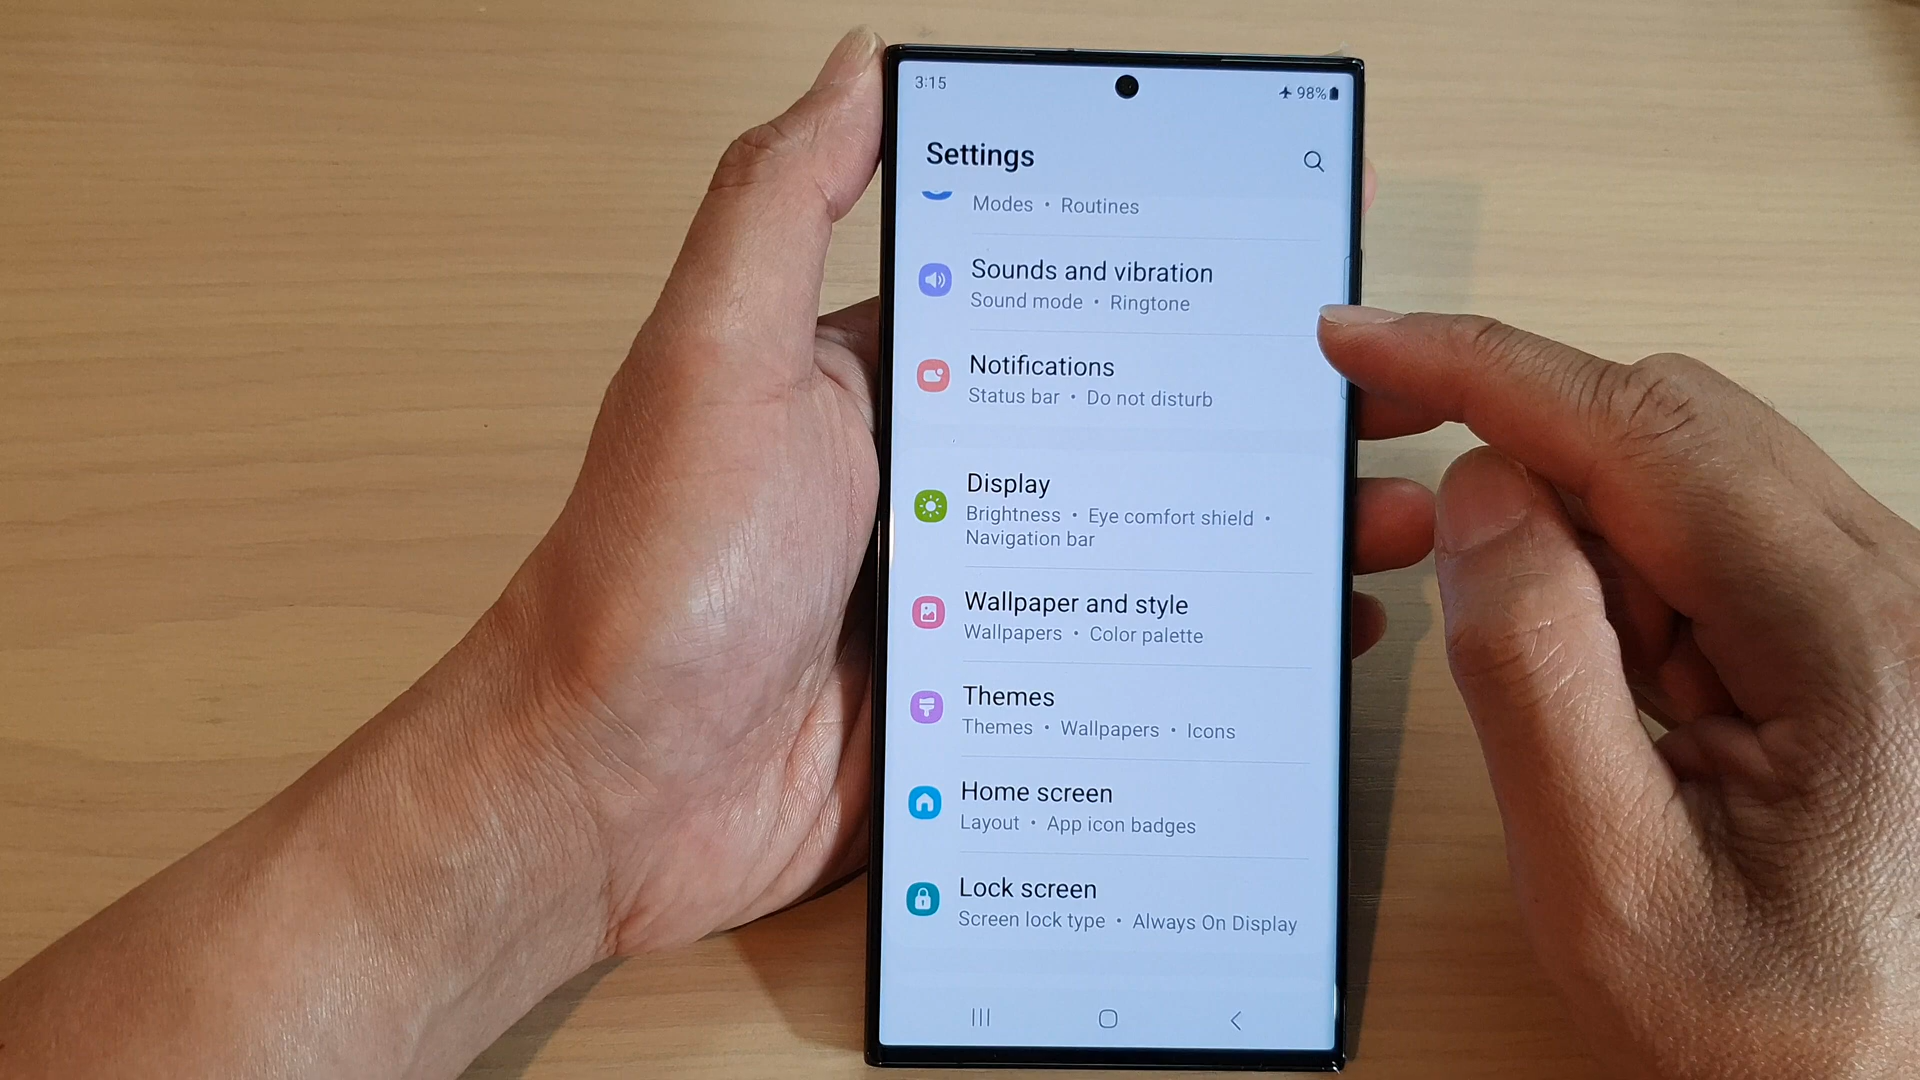 3:15
98%
Settings
Modes • Routines
Sounds and vibration
Sound mode • Ringtone
Notifications
Status bar • Do not disturb
Display
Brightness • Eye comfort shield •
Navigation bar
Wallpaper and style
Wallpapers • Color palette
Themes
Themes • Wallpapers • Icons
Home screen
Layout • App icon badges
Lock screen
Screen lock type • Always On Display